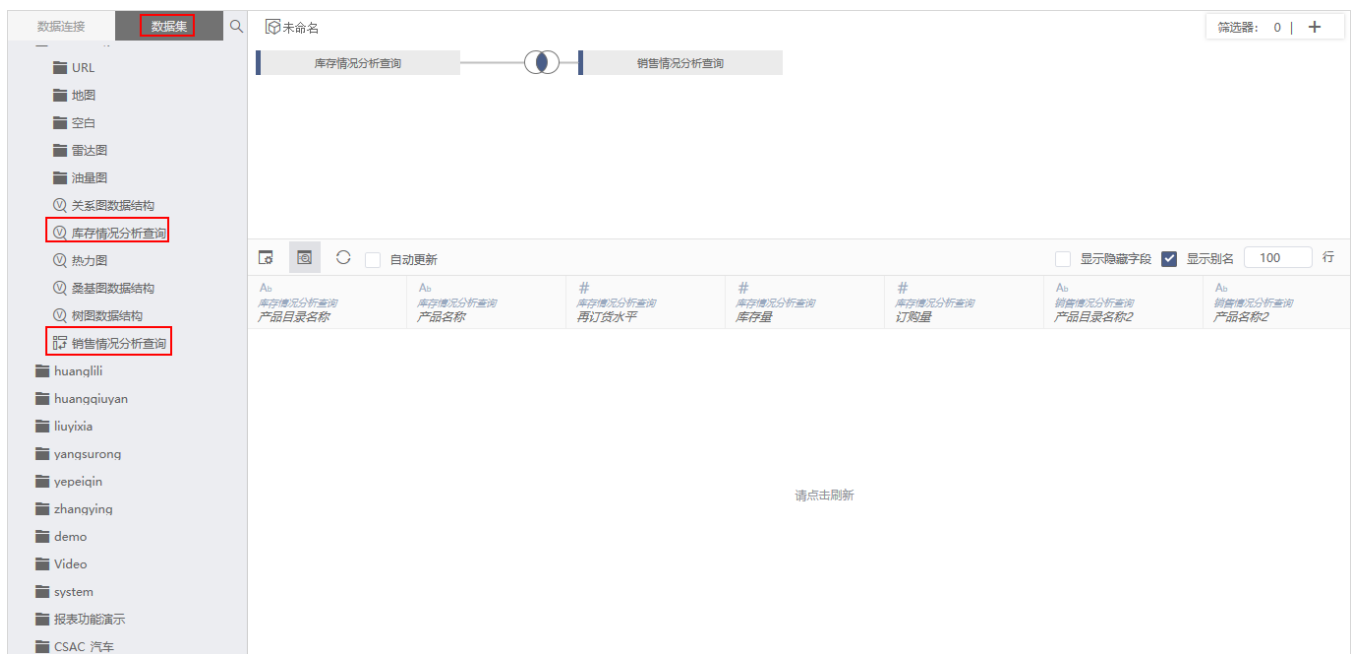 数据连接
数据集
URL
地图
空白
雷达图
油量图
关系图数据结构
库存情况分析查询
热力图
桑基图数据结构
树图数据结构
销售情况分析查询
huanglili
huangqiuyan
liuyixia
yangsurong
yepeiqin
zhangying
demo
Video
system
报表功能演示
CSAC 汽车
未命名
筛选器： 0 | +
库存情况分析查询
销售情况分析查询
自动更新
显示隐藏字段
显示别名
100
行
Ab
库存情况分析查询
产品目录名称
Ab
库存情况分析查询
产品名称
#
库存情况分析查询
再订货水平
#
库存情况分析查询
库存量
#
库存情况分析查询
订购量
Ab
销售情况分析查询
产品目录名称2
Ab
销售情况分析查询
产品名称2
请点击刷新